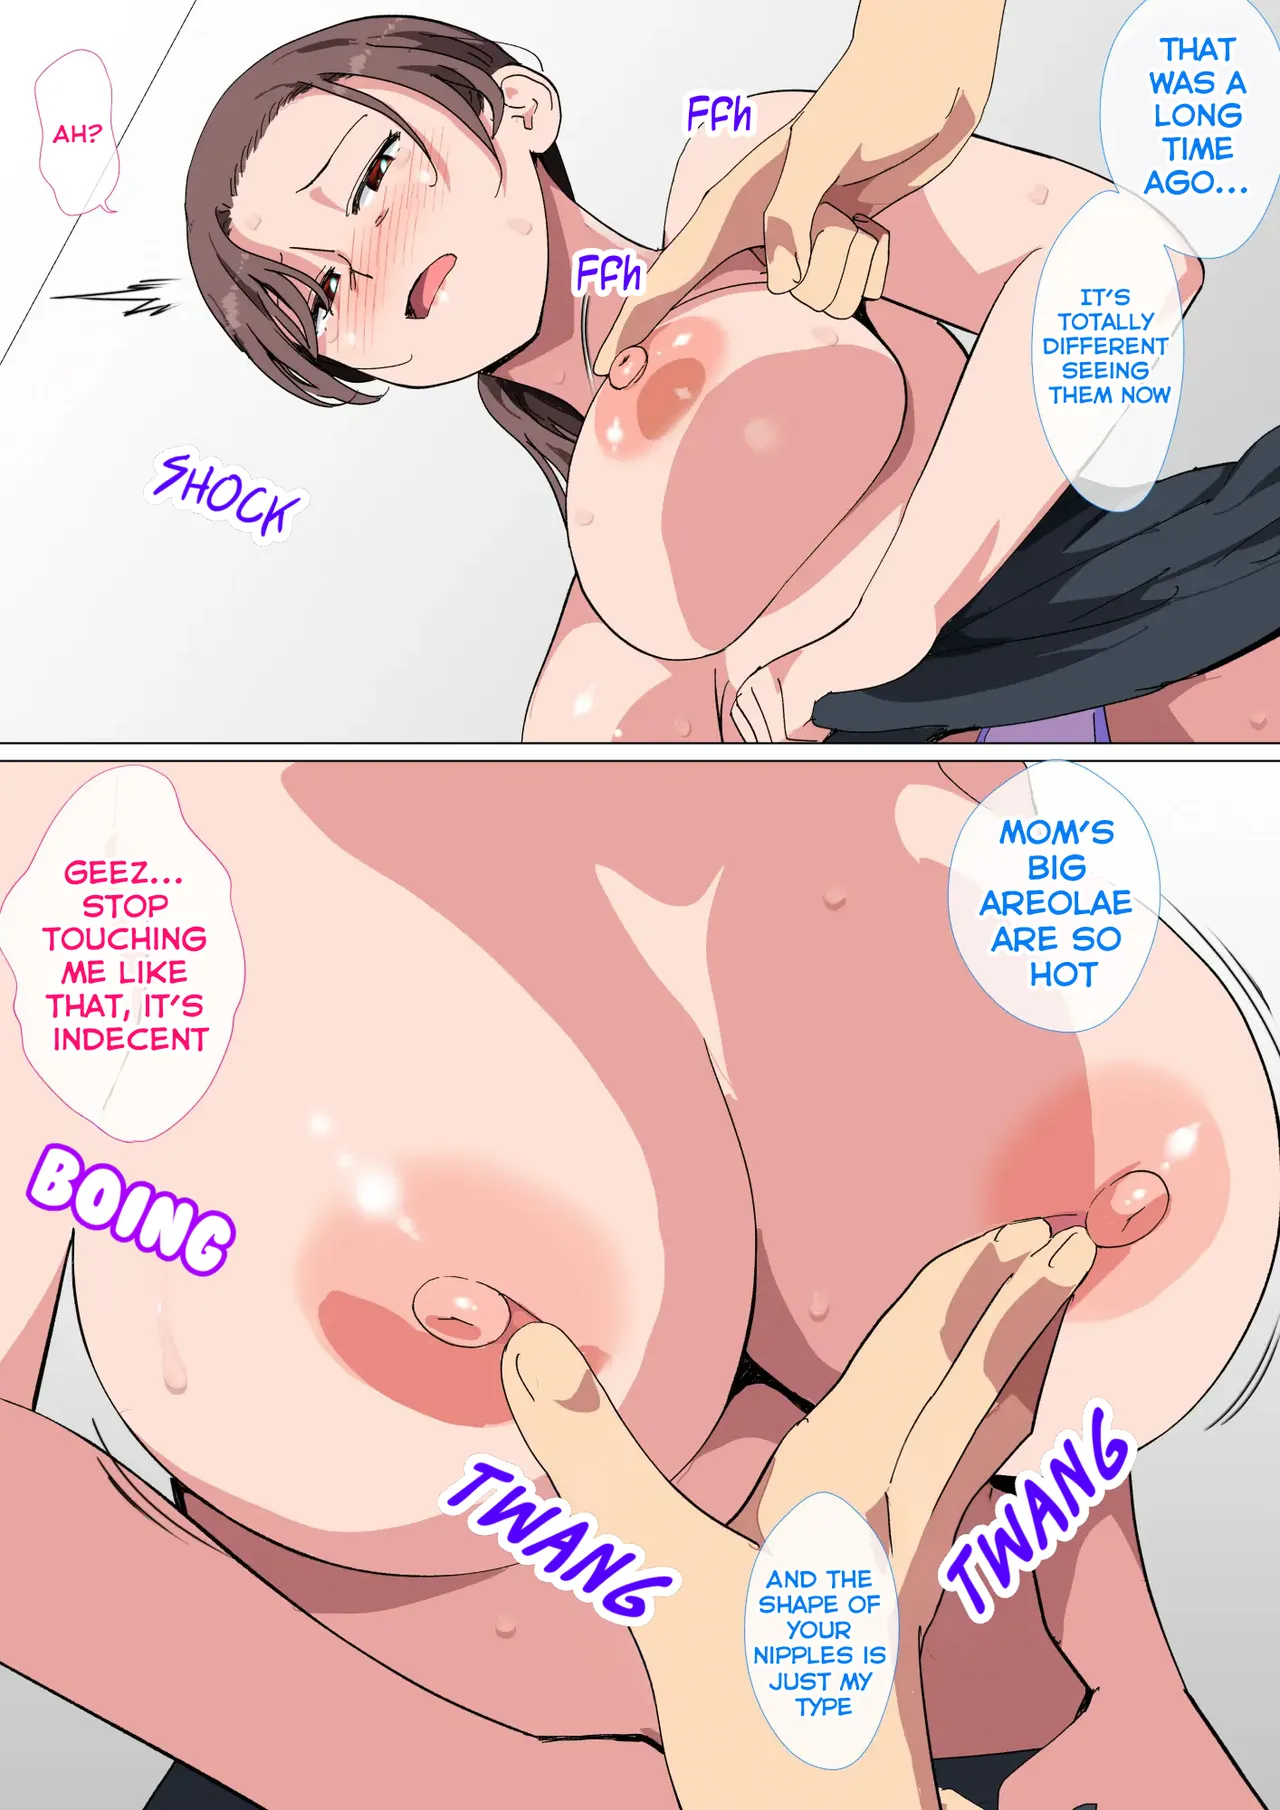 THAT
WAS A
LONG
TIME
AGO...
AH?
FFH
FFH
IT'S
TOTALLY
DIFFERENT
SEEING
THEM NOW
SHOCK
MOM'S
BIG
AREOLAE
ARE SO
HOT
GEEZ...
STOP
TOUCHING
ME LIKE
THAT, IT'S
INDECENT
BOING
TWANG
TWANG
AND THE
SHAPE OF
YOUR
NIPPLES IS
JUST MY
TYPE